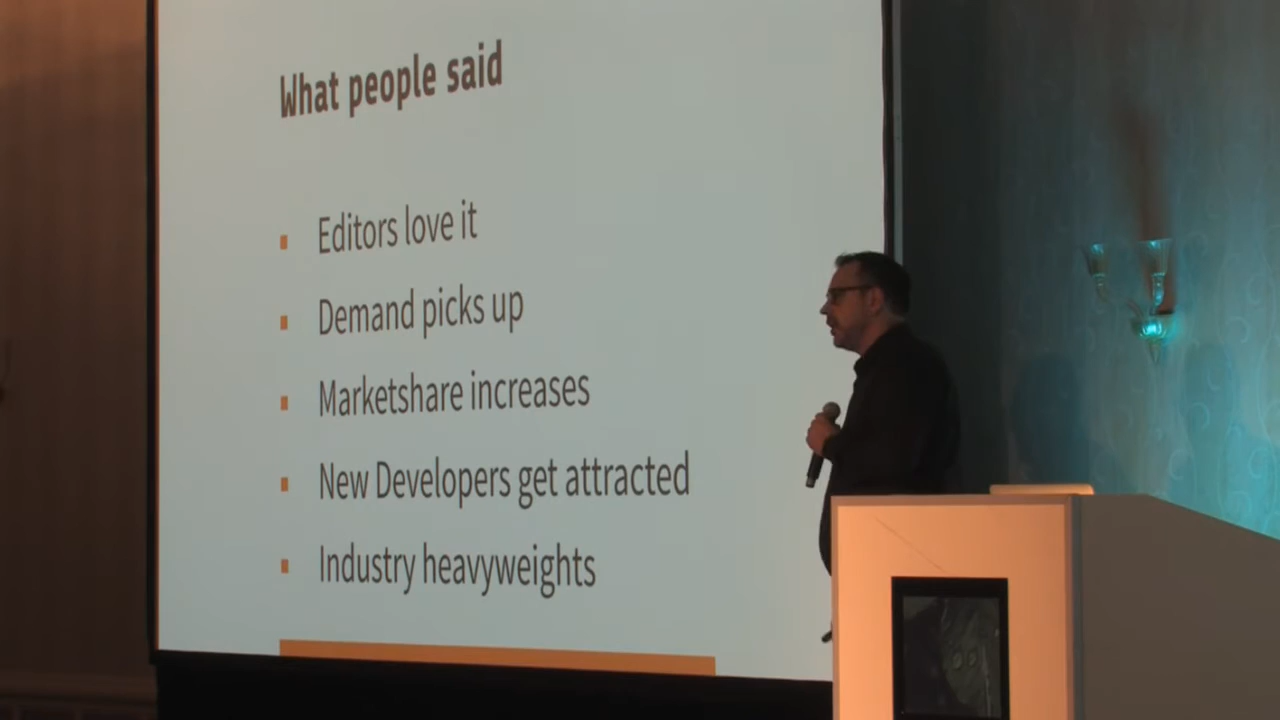 What people said
Editors love it
Demand picks up
Marketshare increases
New Developers get attracted
Industry heavyweights